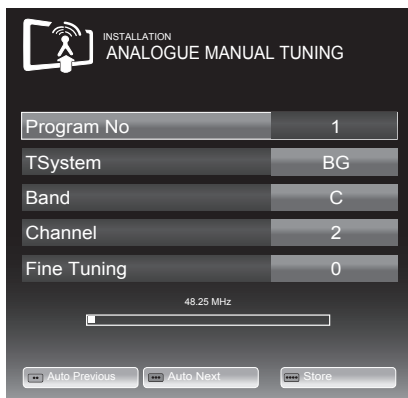 INSTALLATION
ANALOGUE MANUAL TUNING
Program No 1
TSystem BG
Band C
Channel 2
Fine Tuning 0
48.25 MHz
Auto Previous Auto Next Store